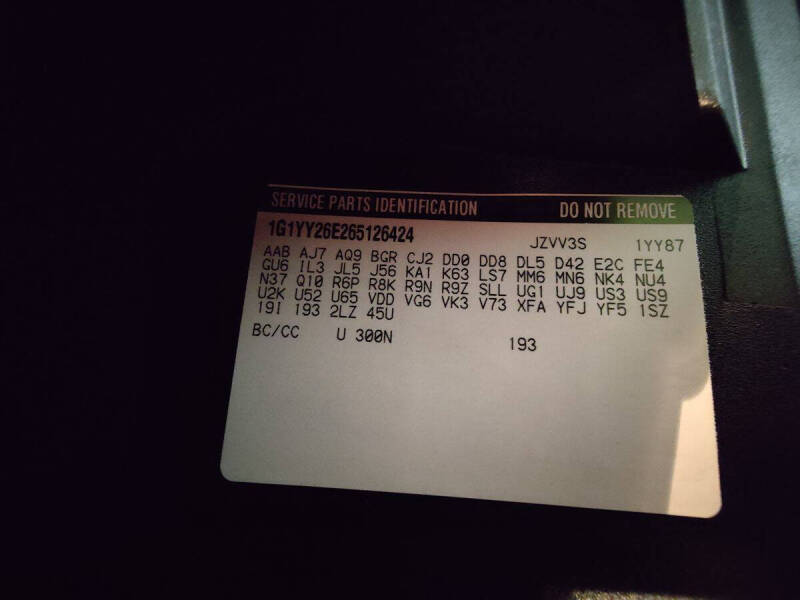 SERVICE PARTS IDENTIFICATION DO NOT REMOVE
1G1YY26E265126424 JZVV3S 1YY87
AAB AJ7 AQ9 BGR CJ2 DD0 DD8 DL5 D42 E2C FE4
GU6 IL3 JL5 J56 KA1 K63 LS7 MM6 MN6 NK4 NU4
N37 Q10 R6P R8K R9N R9Z SLL UG1 UJ9 US3 US9
U2K U52 U65 VDD VG6 VK3 V73 XFA YFJ YF5 1SZ
19I 193 2LZ 45U
BC/CC U 300N 193